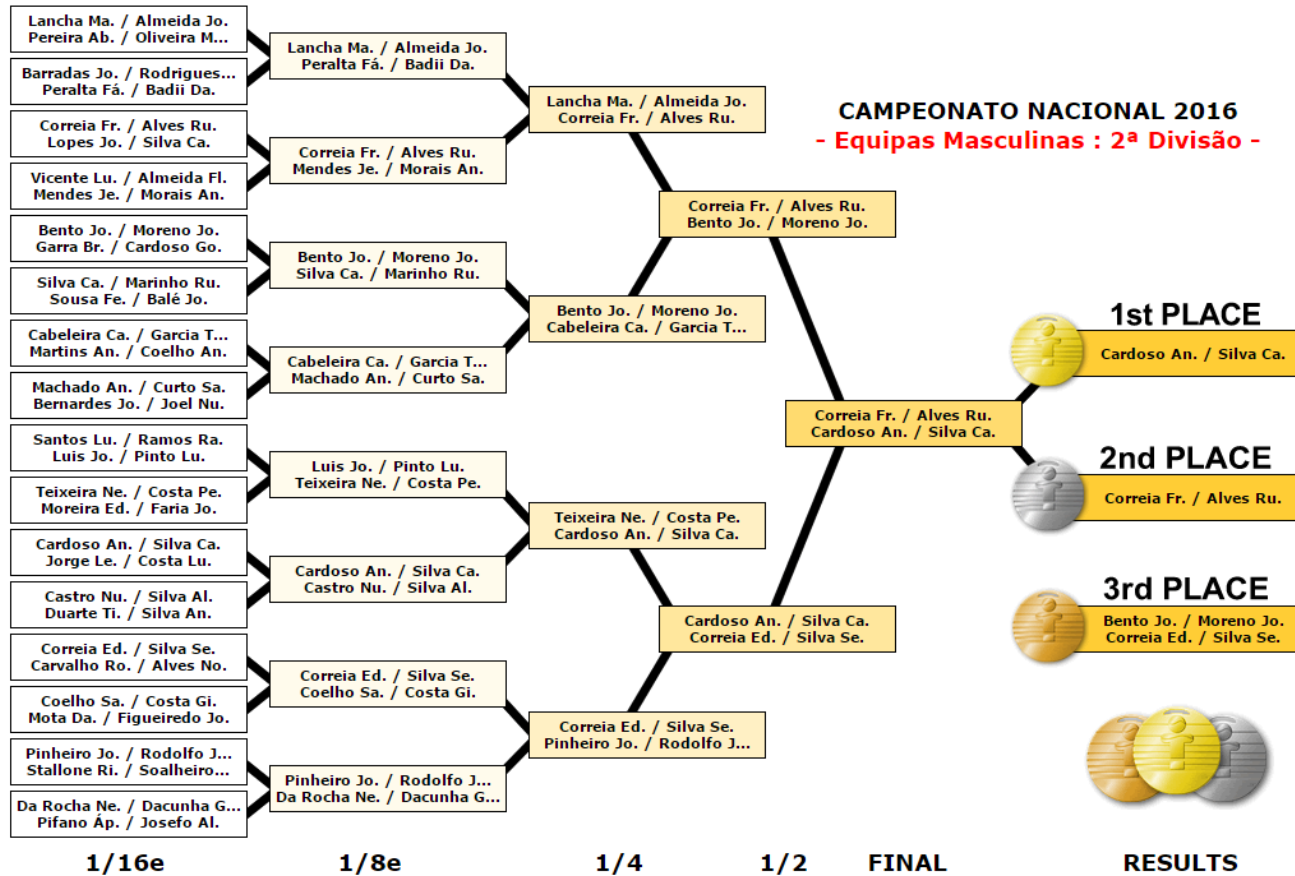 Lancha Ma. / Almeida Jo.
Pereira Ab. / Oliveira M...
Barradas Jo. / Rodrigues...
Peralta Fá. / Badii Da.
Correia Fr. / Alves Ru.
Lopes Jo. / Silva Ca.
Vicente Lu. / Almeida Fl.
Mendes Je. / Morais An.
Bento Jo. / Moreno Jo.
Garra Br. / Cardoso Go.
Silva Ca. / Marinho Ru.
Sousa Fe. / Balé Jo.
Cabeleira Ca. / Garcia T...
Martins An. / Coelho An.
Machado An. / Curto Sa.
Bernardes Jo. / Joel Nu.
Santos Lu. / Ramos Ra.
Luis Jo. / Pinto Lu.
Teixeira Ne. / Costa Pe.
Moreira Ed. / Faria Jo.
Cardoso An. / Silva Ca.
Jorge Le. / Costa Lu.
Castro Nu. / Silva Al.
Duarte Ti. / Silva An.
Correia Ed. / Silva Se.
Carvalho Ro. / Alves No.
Coelho Sa. / Costa Gi.
Mota Da. / Figueiredo Jo.
Pinheiro Jo. / Rodolfo J...
Stallone Ri. / Soalheiro...
Da Rocha Ne. / Dacunha G...
Pifano Áp. / Josefo Al.
1/16e
Lancha Ma. / Almeida Jo.
Peralta Fá. / Badii Da.
Correia Fr. / Alves Ru.
Mendes Je. / Morais An.
Bento Jo. / Moreno Jo.
Silva Ca. / Marinho Ru.
Cabeleira Ca. / Garcia T...
Machado An. / Curto Sa.
Luis Jo. / Pinto Lu.
Teixeira Ne. / Costa Pe.
Cardoso An. / Silva Ca.
Castro Nu. / Silva Al.
Correia Ed. / Silva Se.
Coelho Sa. / Costa Gi.
Pinheiro Jo. / Rodolfo J...
Da Rocha Ne. / Dacunha G...
1/8e
Lancha Ma. / Almeida Jo.
Correia Fr. / Alves Ru.
Bento Jo. / Moreno Jo.
Cabeleira Ca. / Garcia T...
Teixeira Ne. / Costa Pe.
Cardoso An. / Silva Ca.
Correia Ed. / Silva Se.
Pinheiro Jo. / Rodolfo J...
1/4
Correia Fr. / Alves Ru.
Bento Jo. / Moreno Jo.
Cardoso An. / Silva Ca.
Correia Ed. / Silva Se.
1/2
Correia Fr. / Alves Ru.
Cardoso An. / Silva Ca.
FINAL
CAMPEONATO NACIONAL 2016
- Equipas Masculinas : 2ª Divisão -
1st PLACE
Cardoso An. / Silva Ca.
2nd PLACE
Correia Fr. / Alves Ru.
3rd PLACE
Bento Jo. / Moreno Jo.
Correia Ed. / Silva Se.
RESULTS